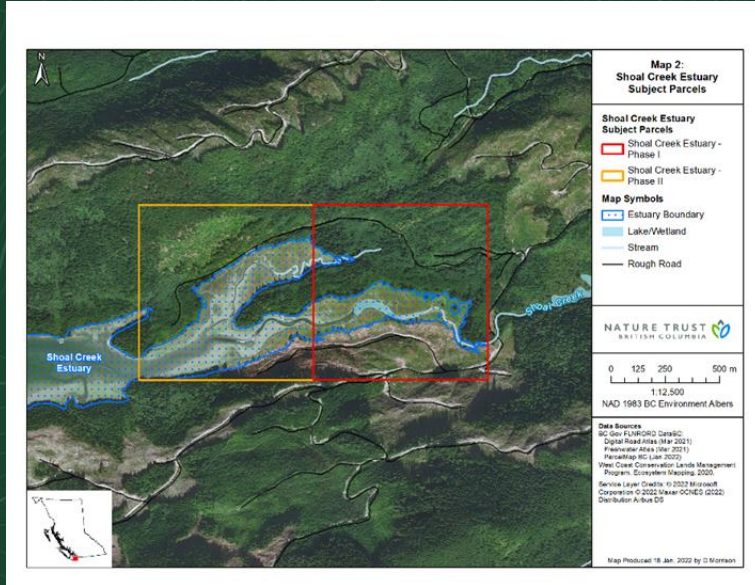 N
Map 2:
Shoal Creek Estuary
Subject Parcels
Shoal Creek Estuary
Subject Parcels
Shoal Creek Estuary -
Phase I
Shoal Creek Estuary -
Phase II
Map Symbols
Estuary Boundary
Lake/Wetland
Stream
Rough Road
Shoal Creek
Shoal Creek
Estuary
NATURE TRUST
BRITISH COLUMBIA
0 125 250 500 m
1:12,500
NAD 1983 BC Environment Albers
Data Sources
BC Gov FLNRORD DataBC:
Digital Road Atlas (Mar 2021)
Freshwater Atlas (Mar 2021)
ParcelMap BC (Jan 2022)
West Coast Conservation Lands Management
Program, Ecosystem Mapping, 2020.
Service Layer Credits: © 2022 Microsoft
Corporation © 2022 Maxar ©CNES (2022)
Distribution Airbus DS
Map Produced 18 Jan, 2022 by D Morrison